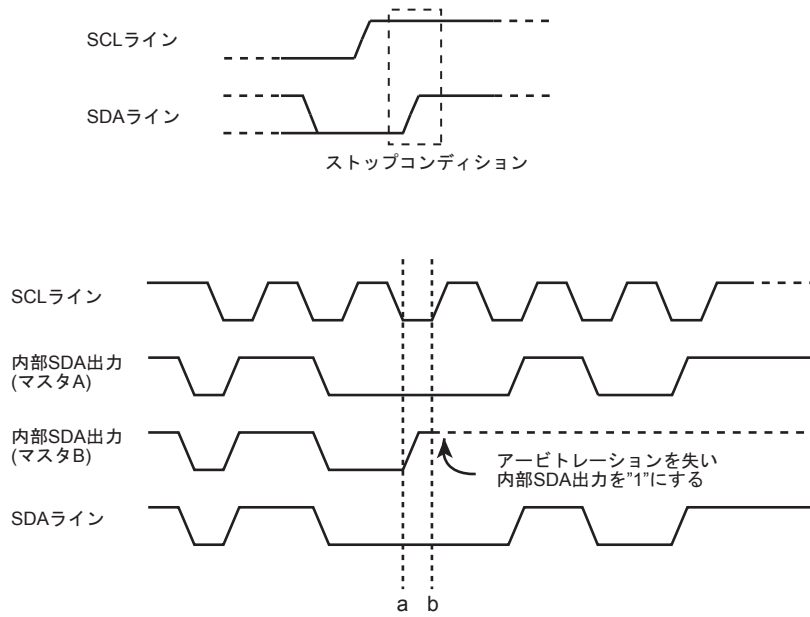 SCLライン
SDAライン
ストップコンディション
SCLライン
内部SDA出力
(マスタA)
内部SDA出力
(マスタB)
アービトレーションを失い
内部SDA出力を"1"にする
SDAライン
a b